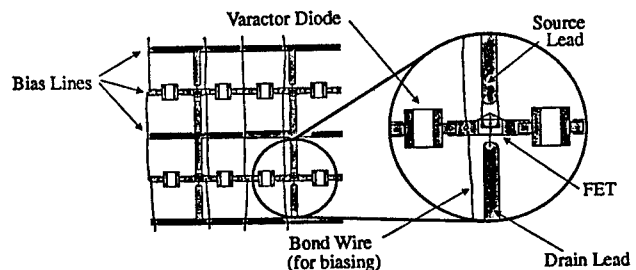 Varactor Diode
Source
Lead
Bias Lines
FET
Bond Wire
(for biasing)
Drain Lead